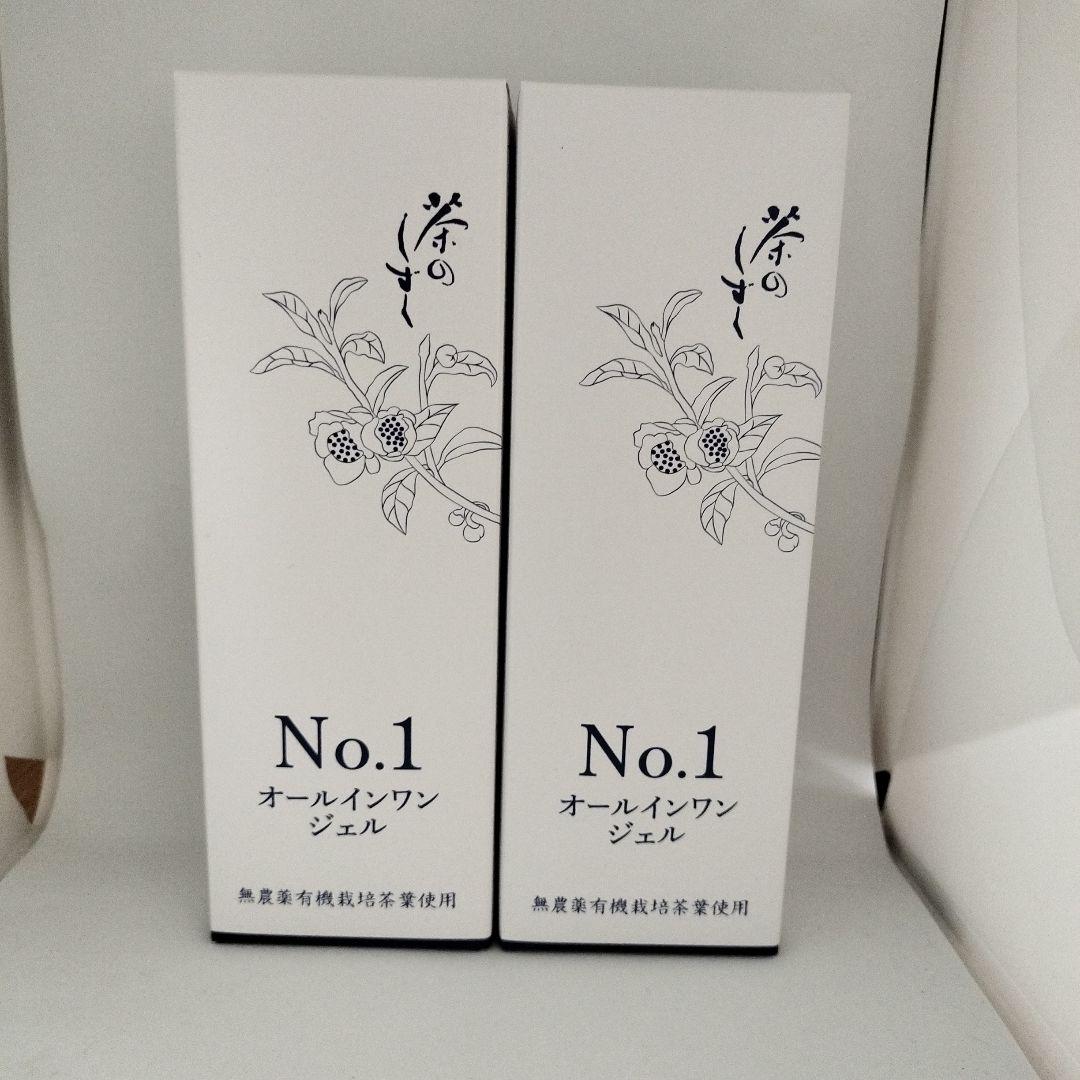 茶の
しずく
No.1
オールインワン
ジェル
無農薬有機栽培茶葉使用
茶の
しずく
No.1
オールインワン
ジェル
無農薬有機栽培茶葉使用